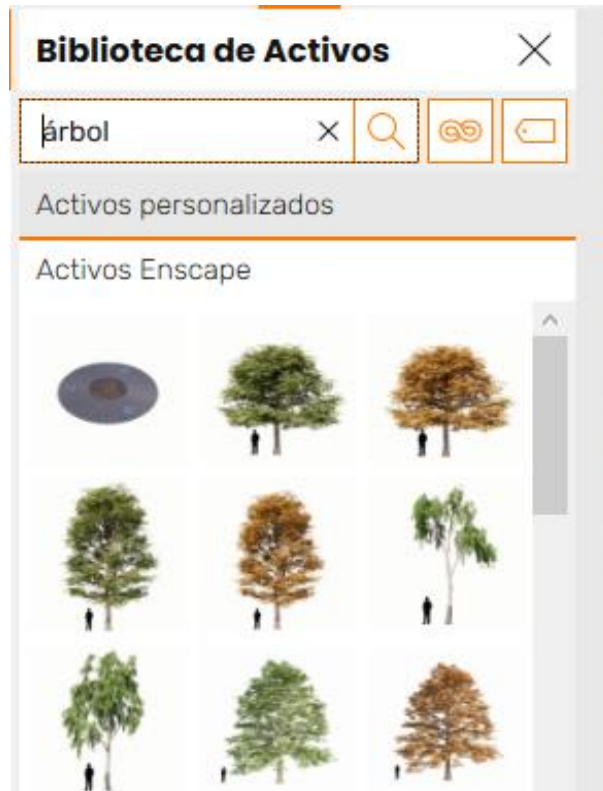 Biblioteca de Activos
árbol
Activos personalizados
Activos Enscape